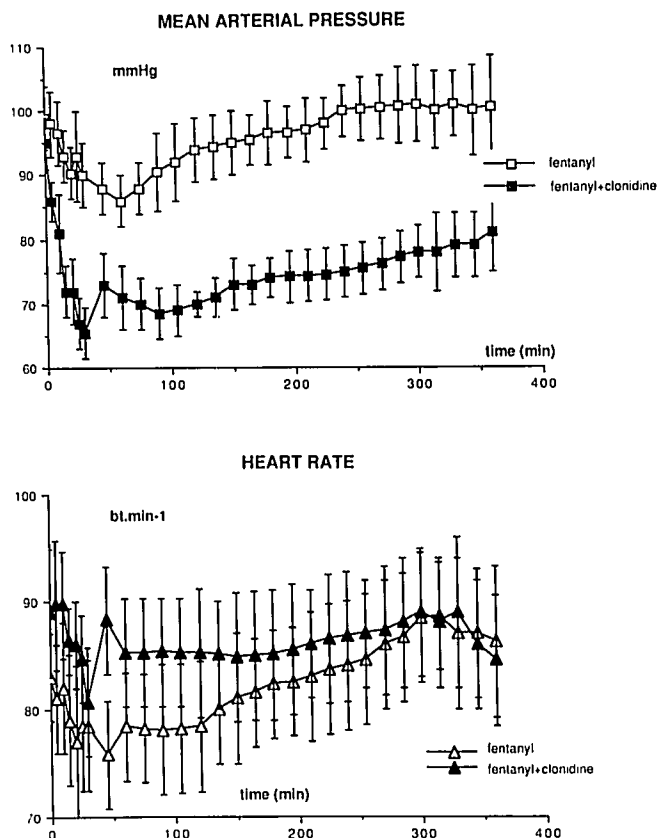 MEAN ARTERIAL PRESSURE
110
mmHg
100
90
fentanyl
fentanyl+clonidine
80
70
time (min)
60
0 100 200 300 400
HEART RATE
100
bt.min-1
90
80
fentanyl
fentanyl+clonidine
time (min)
70
0 100 200 300 400